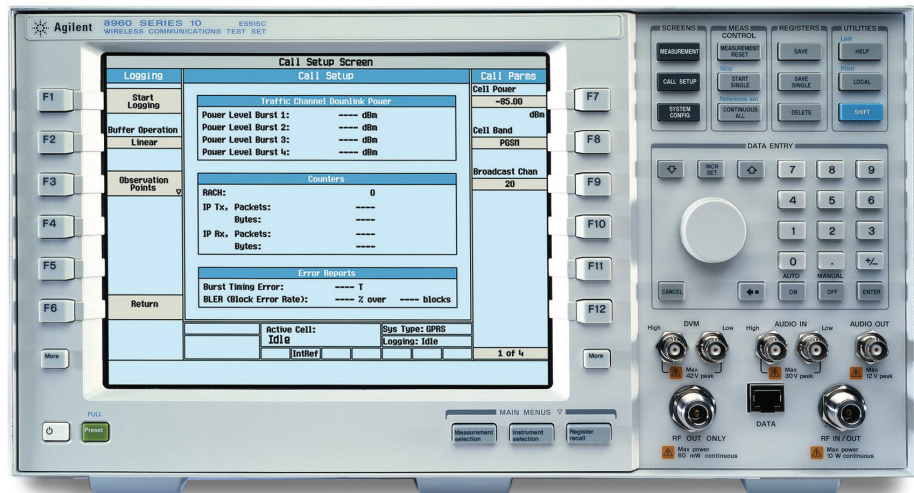 Agilent
8960 SERIES 10 E5515C
WIRELESS COMMUNICATIONS TEST SET
Call Setup Screen
Logging
Call Setup
Call Parms
F1
Start
Logging
F2
Buffer Operation
Linear
F3
Observation
Points
F4
F5
F6
Return
More
Traffic Channel Downlink Power
Power Level Burst 1: ---- dBm
Power Level Burst 2: ---- dBm
Power Level Burst 3: ---- dBm
Power Level Burst 4: ---- dBm
Counters
RACH: 0
IP Tx, Packets: ----
Bytes: ----
IP Rx, Packets: ----
Bytes: ----
Error Reports
Burst Timing Error: ---- T
BLER (Block Error Rate): ---- % over ---- blocks
Active Cell:
Idle
Sys Type: GPRS
Logging: Idle
IntRef
Cell Power
-85.00
dBm
Cell Band
PGSM
Broadcast Chan
20
1 of 4
F7
F8
F9
F10
F11
F12
More
FULL
Preset
MAIN MENUS ▽
Measurement
selection
Instrument
selection
Register
recall
SCREENS
MEAS
CONTROL
REGISTERS
UTILITIES
Last
MEASUREMENT
MEASUREMENT
RESET
SAVE
HELP
Stop
Print
CALL SETUP
START
SINGLE
SAVE
SINGLE
LOCAL
Reference Set
SYSTEM
CONFIG
CONTINUOUS
ALL
DELETE
SHIFT
DATA ENTRY
INCR
SET
7 8 9
4 5 6
1 2 3
0 . +/-
AUTO MANUAL
CANCEL
ON
OFF
ENTER
High DVM Low
High AUDIO IN Low
AUDIO OUT
Max
42 V peak
Max
30 V peak
Max
12 V peak
RF OUT ONLY
DATA
RF IN/OUT
Max power
60 mW continuous
Max power
10 W continuous